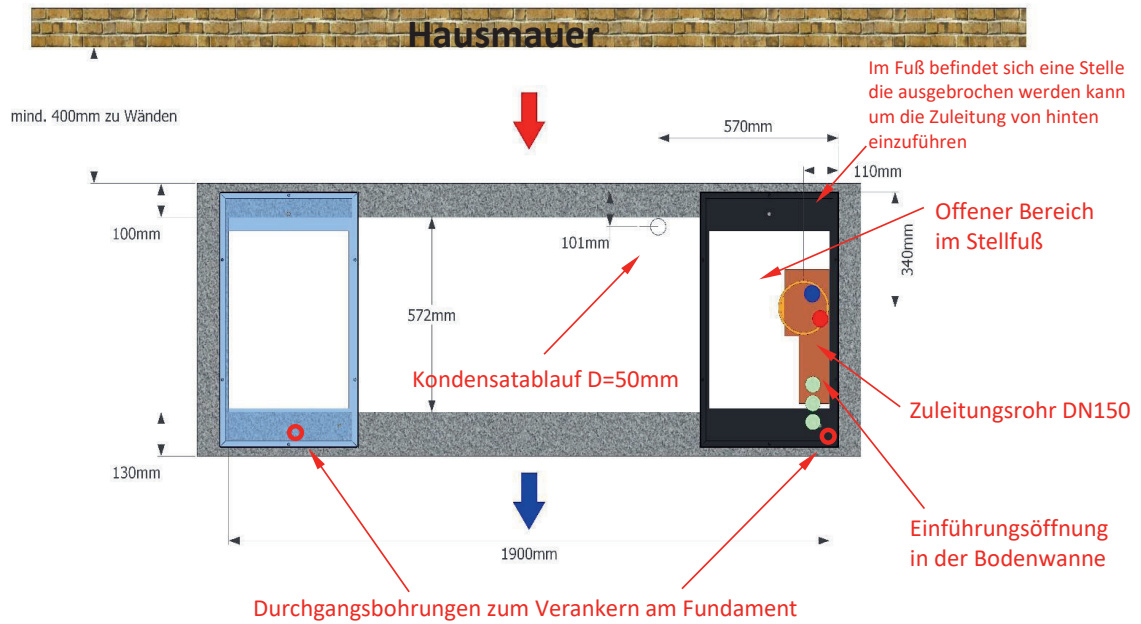 Hausmauer
Im Fuß befindet sich eine Stelle
die ausgebrochen werden kann
um die Zuleitung von hinten
einzuführen
mind. 400mm zu Wänden
570mm
110mm
100mm
101mm
Offener Bereich
im Stellfuß
340mm
572mm
Kondensatablauf D=50mm
Zuleitungsrohr DN150
130mm
Einführungsöffnung
in der Bodenwanne
1900mm
Durchgangsbohrungen zum Verankern am Fundament